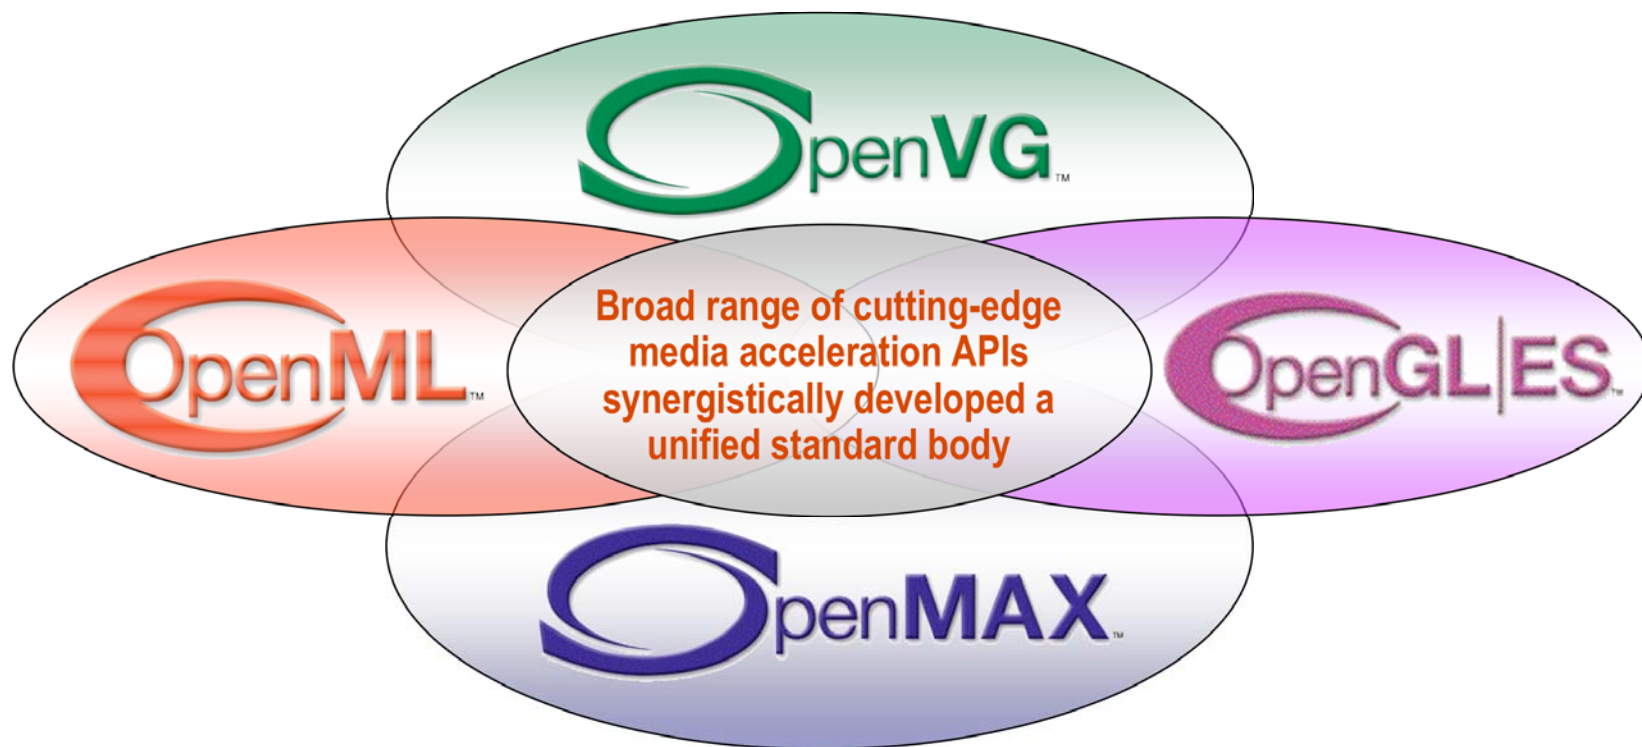 OpenVG™
OpenML™
Broad range of cutting-edge
media acceleration APIs
synergistically developed a
unified standard body
OpenGL|ES™
OpenMAX™